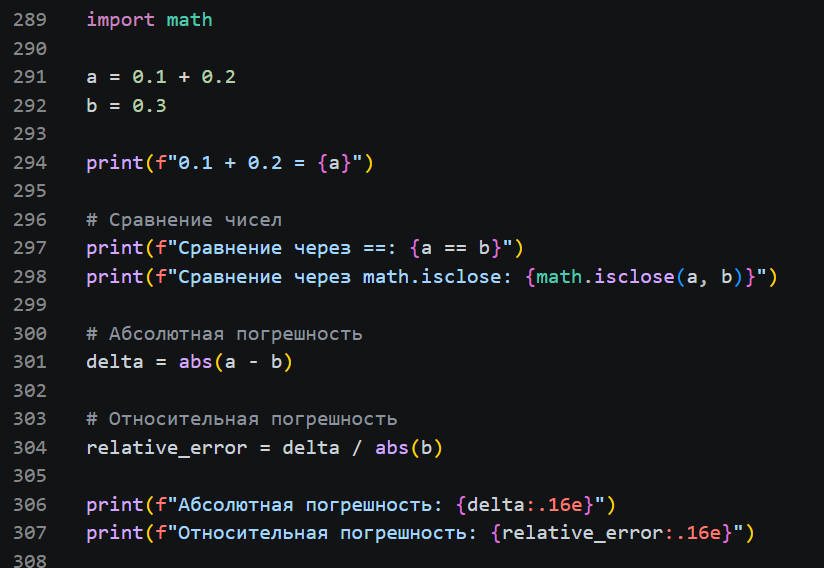 289 import math
290
291 a = 0.1 + 0.2
292 b = 0.3
293
294 print(f"0.1 + 0.2 = {a}")
295
296 # Сравнение чисел
297 print(f"Сравнение через ==: {a == b}")
298 print(f"Сравнение через math.isclose: {math.isclose(a, b)}")
299
300 # Абсолютная погрешность
301 delta = abs(a - b)
302
303 # Относительная погрешность
304 relative_error = delta / abs(b)
305
306 print(f"Абсолютная погрешность: {delta:.16e}")
307 print(f"Относительная погрешность: {relative_error:.16e}")
308